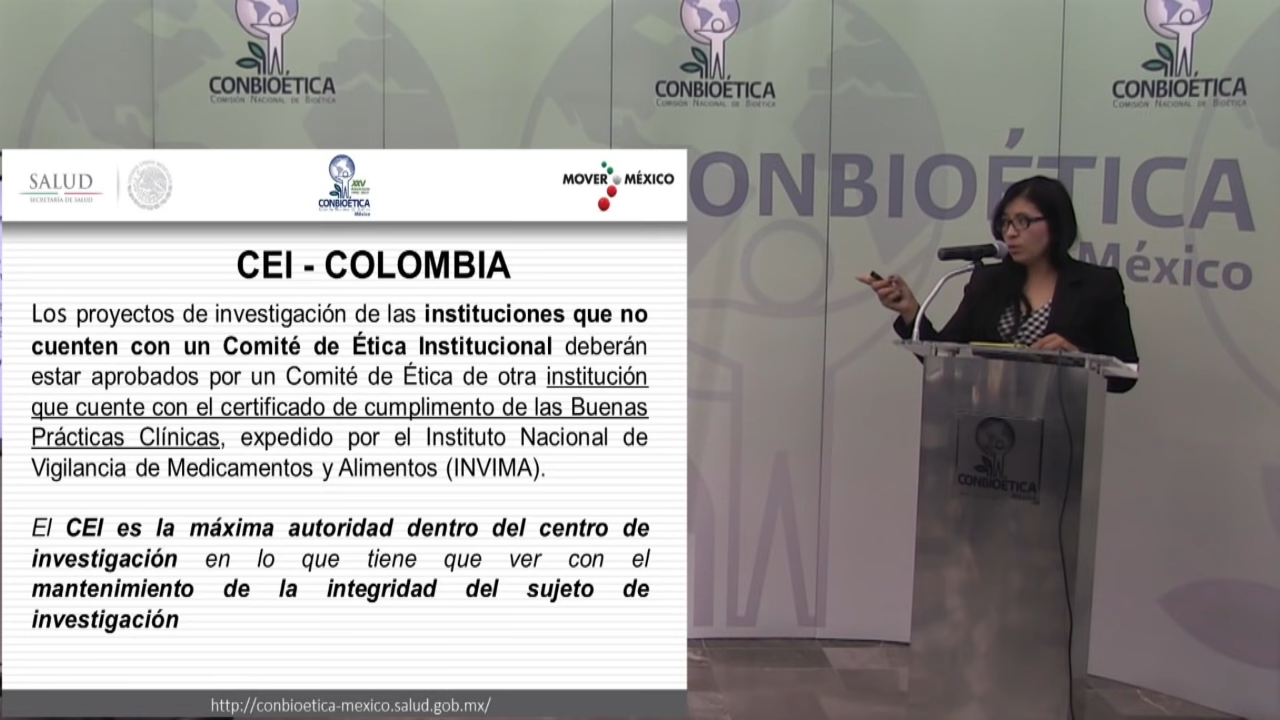 CONBIOÉTICA
COMISIÓN NACIONAL DE BIOÉTICA
CONBIOÉTICA
COMISIÓN NACIONAL DE BIOÉTICA
CONBIOÉTICA
COMISIÓN NACIONAL DE BIOÉTICA
ONBIOÉTICA
México
SALUD
SECRETARÍA DE SALUD
XXV
CONBIOÉTICA
México
MOVER MÉXICO
CEI - COLOMBIA
Los proyectos de investigación de las instituciones que no
cuenten con un Comité de Ética Institucional deberán
estar aprobados por un Comité de Ética de otra institución
que cuente con el certificado de cumplimento de las Buenas
Prácticas Clínicas, expedido por el Instituto Nacional de
Vigilancia de Medicamentos y Alimentos (INVIMA).
El CEI es la máxima autoridad dentro del centro de
investigación en lo que tiene que ver con el
mantenimiento de la integridad del sujeto de
investigación
http://conbioetica-mexico.salud.gob.mx/
CONBIOÉTICA
México